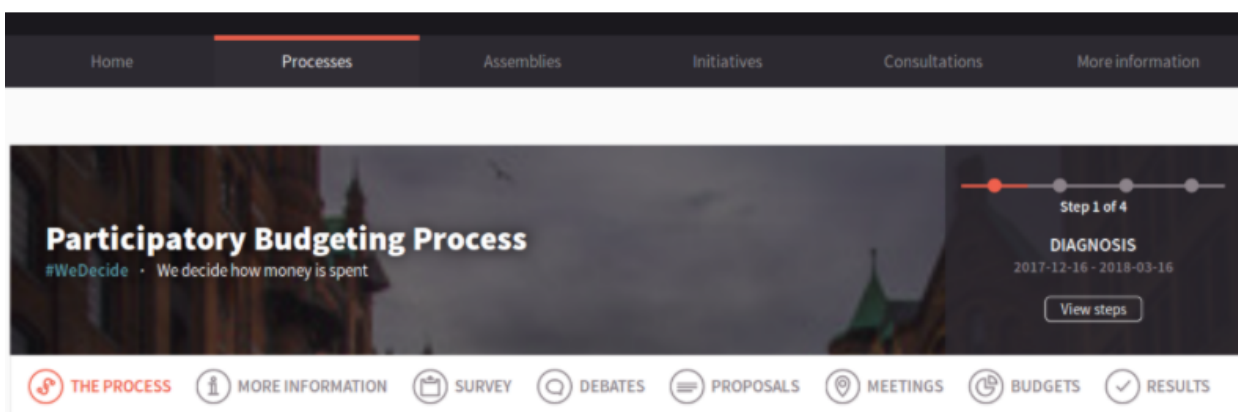 Home Processes Assemblies Initiatives Consultations More information
Participatory Budgeting Process
#WeDecide · We decide how money is spent
Step 1 of 4
DIAGNOSIS
2017-12-16 - 2018-03-16
View steps
THE PROCESS MORE INFORMATION SURVEY DEBATES PROPOSALS MEETINGS BUDGETS RESULTS